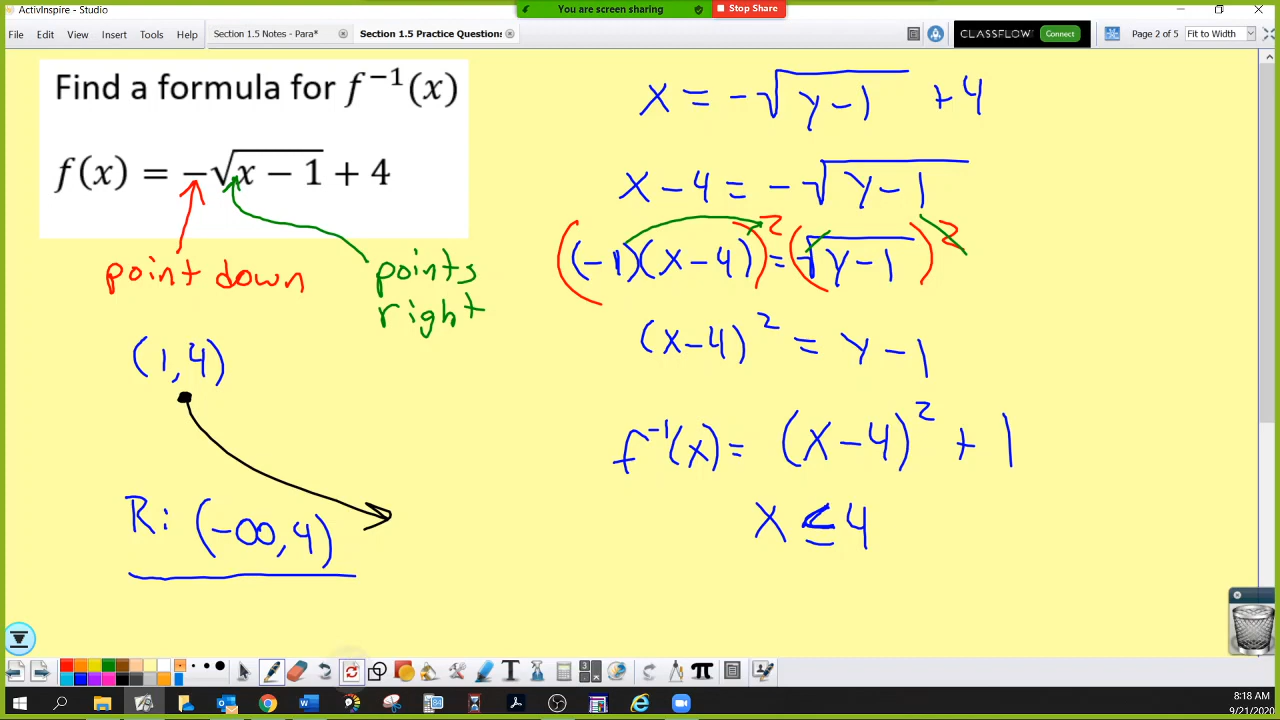 ActivInspire - Studio
You are screen sharing
Stop Share
File Edit View Insert Tools Help
Section 1.5 Notes - Para*
Section 1.5 Practice Questions
CLASSFLOW Connect
Page 2 of 5
Fit to Width
Find a formula for f⁻¹(x)
f(x) = -√(x - 1) + 4
point down
points
right
(1,4)
R: (-∞,4)
x = -√(y-1) +4
x-4 = -√(y-1)
((-1)(x-4))² = (√(y-1))²
(x-4)² = y-1
f⁻¹(x) = (x-4)² + 1
x ≤ 4
8:18 AM
9/21/2020